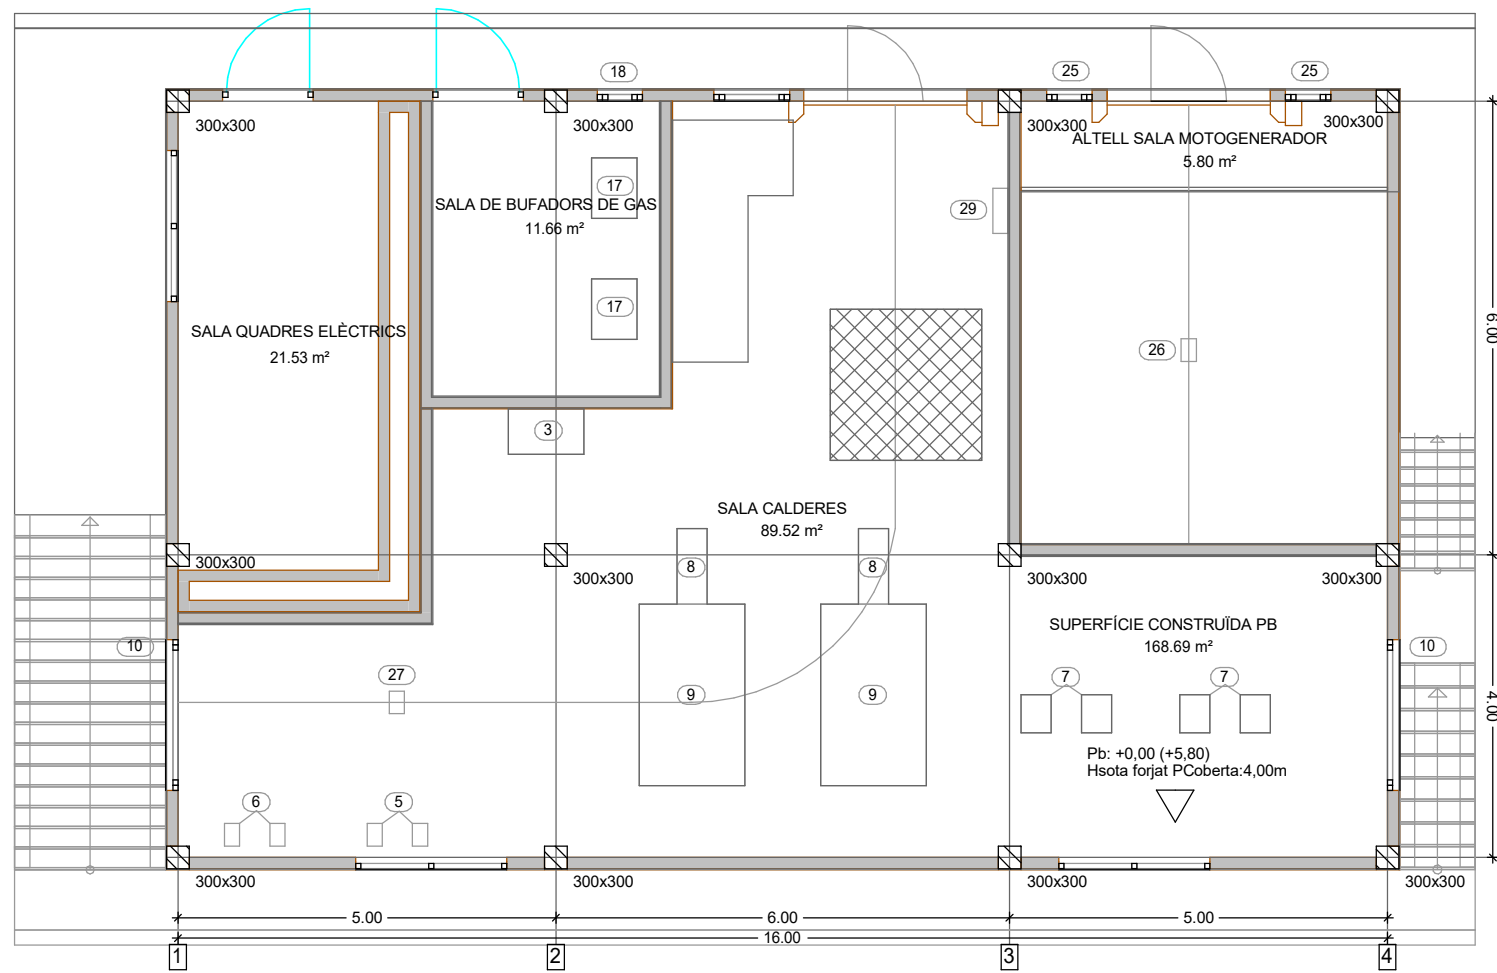 18
25
25
300x300
300x300
300x300
300x300
ALTELL SALA MOTOGENERADOR
5.80 m²
17
SALA DE BUFADORS DE GAS
11.66 m²
29
17
SALA QUADRES ELÈCTRICS
21.53 m²
26
6.00
3
SALA CALDERES
89.52 m²
300x300
8
8
300x300
300x300
300x300
SUPERFÍCIE CONSTRUÏDA PB
168.69 m²
10
10
27
7
7
9
9
4.00
Pb: +0,00 (+5,80)
Hsota forjat PCoberta:4,00m
6
5
300x300
300x300
300x300
300x300
5.00
6.00
5.00
16.00
1
2
3
4